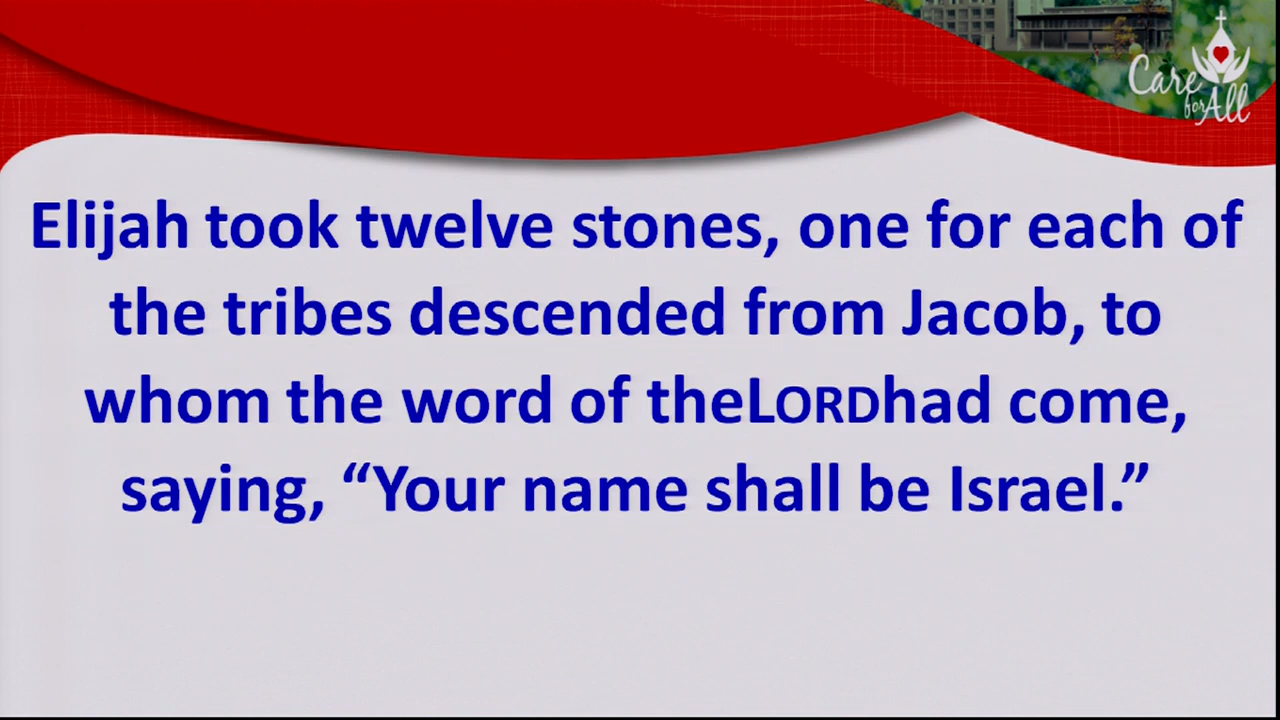 Care
for All
Elijah took twelve stones, one for each of
the tribes descended from Jacob, to
whom the word of theLORDhad come,
saying, “Your name shall be Israel.”